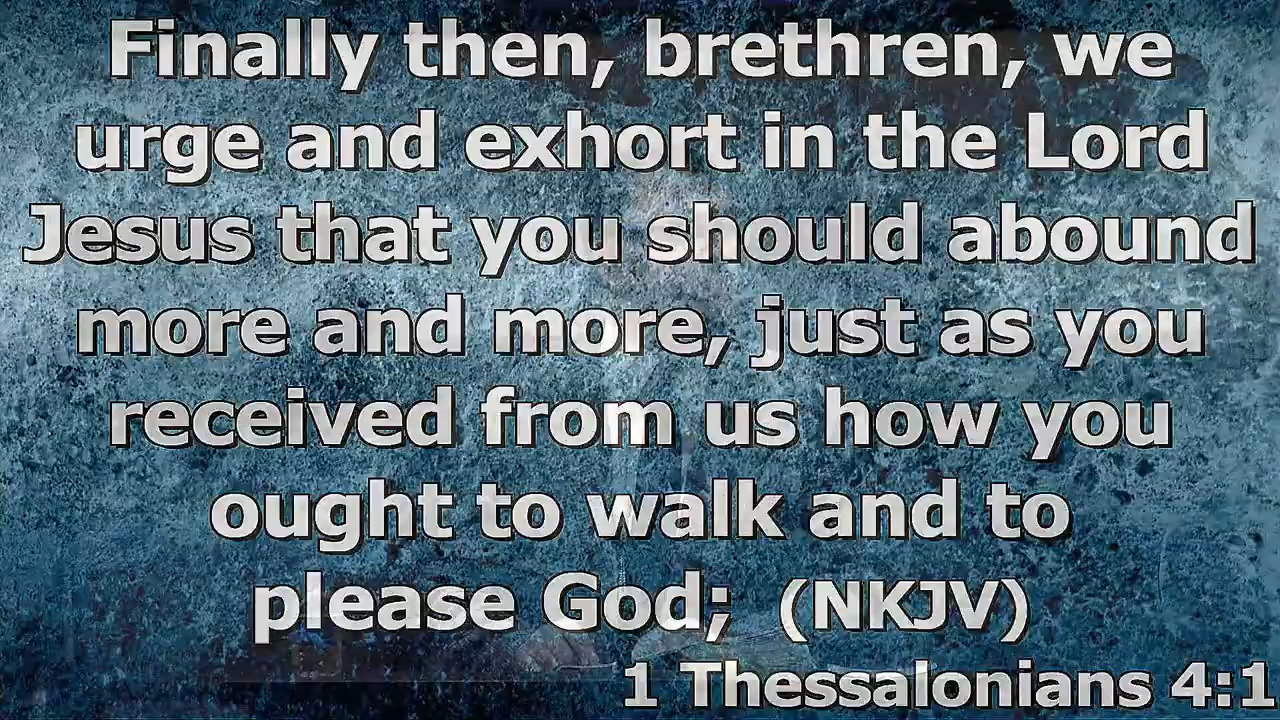 Finally then, brethren, we
urge and exhort in the Lord
Jesus that you should abound
more and more, just as you
received from us how you
ought to walk and to
please God; (NKJV)
1 Thessalonians 4:1